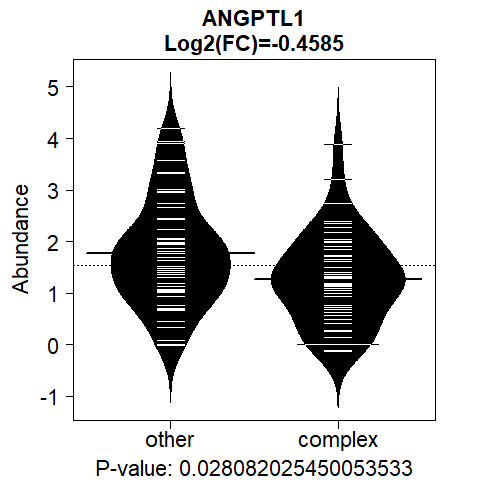 ANGPTL1
Log2(FC)=-0.4585
Abundance
5
4
3
2
1
0
-1
other complex
P-value: 0.028082025450053533